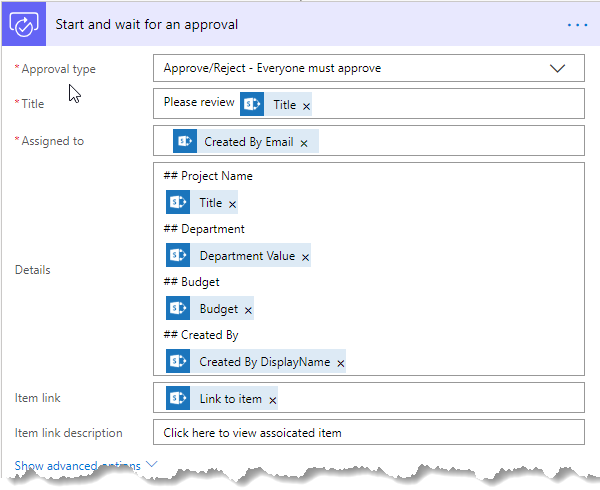 Start and wait for an approval
* Approval type
Approve/Reject - Everyone must approve
* Title
Please review Title ×
* Assigned to
Created By Email ×
Details
## Project Name
Title ×
## Department
Department Value ×
## Budget
Budget ×
## Created By
Created By DisplayName ×
Item link
Link to item ×
Item link description
Click here to view assoicated item
Show advanced options